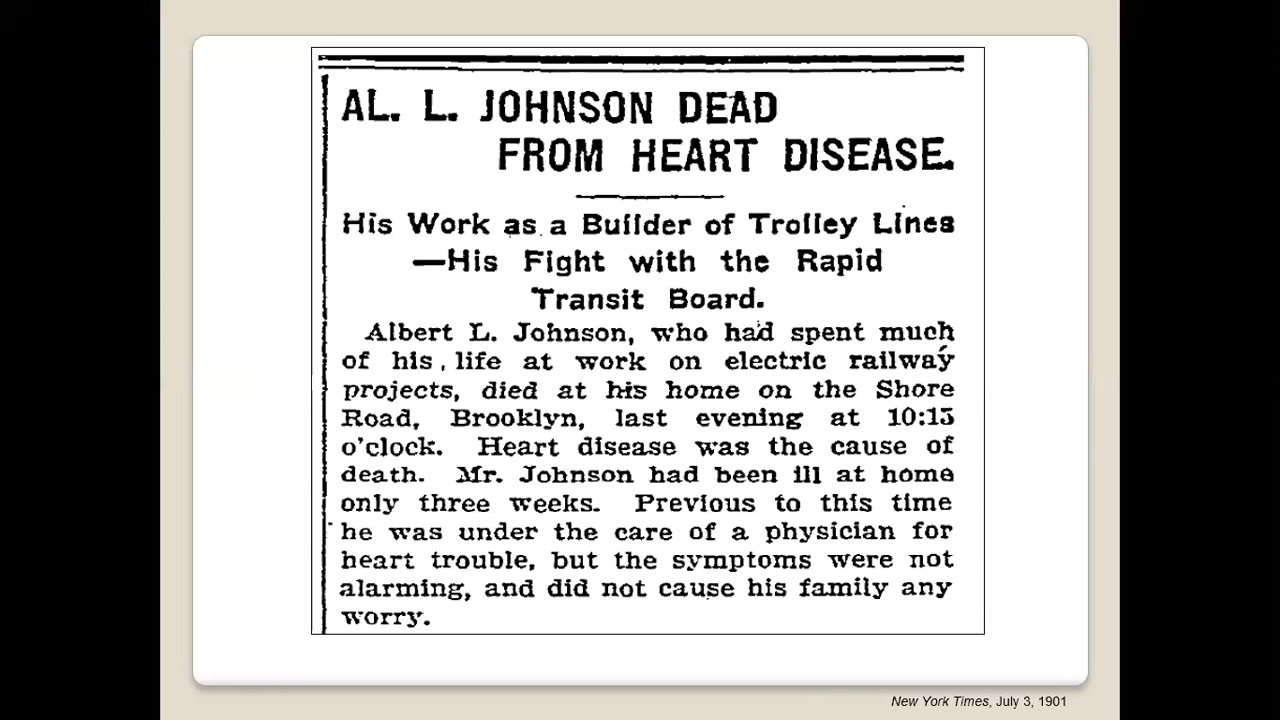 AL. L. JOHNSON DEAD
FROM HEART DISEASE.
His Work as a Builder of Trolley Lines
—His Fight with the Rapid
Transit Board.
Albert L. Johnson, who had spent much
of his life at work on electric railway
projects, died at his home on the Shore
Road, Brooklyn, last evening at 10:15
o'clock. Heart disease was the cause of
death. Mr. Johnson had been ill at home
only three weeks. Previous to this time
he was under the care of a physician for
heart trouble, but the symptoms were not
alarming, and did not cause his family any
worry.
New York Times, July 3, 1901